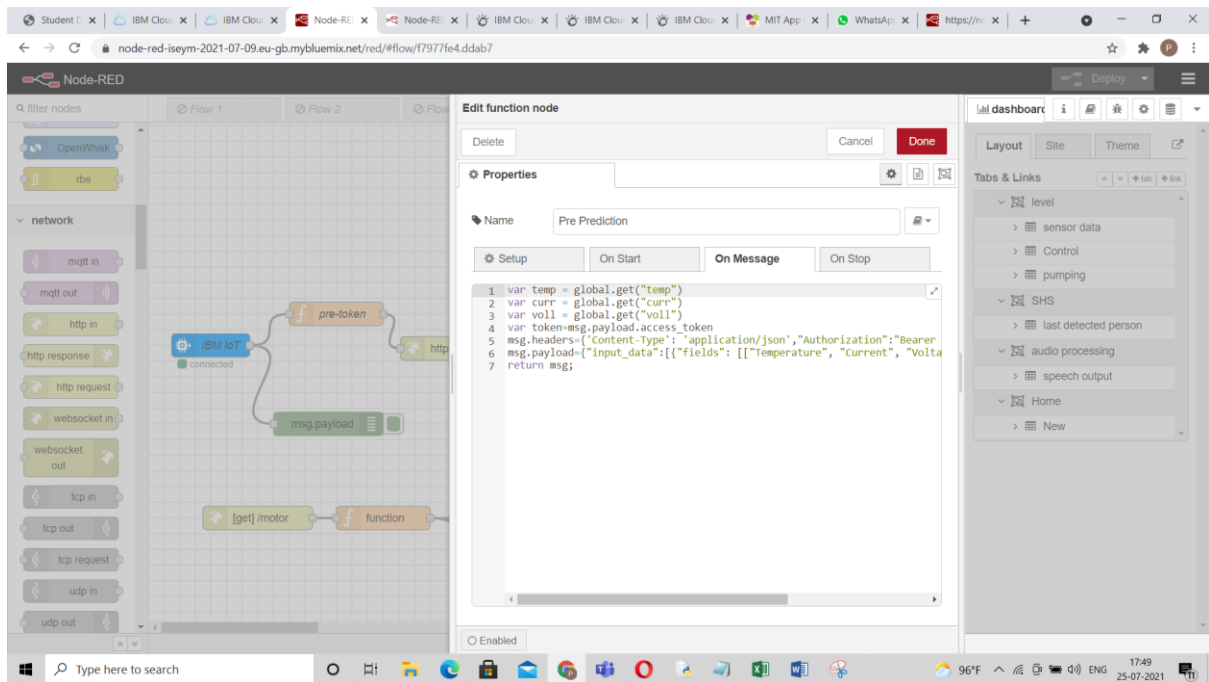 Student D
IBM Clou
IBM Clou
Node-RE
Node-RE
IBM Clou
IBM Clou
IBM Clou
MIT App
WhatsAp
https://no
node-red-iseym-2021-07-09.eu-gb.mybluemix.net/red/#flow/f7977fe4.ddab7
P
Node-RED
Deploy
filter nodes
Flow 1
Flow 2
Flow
OpenWhisk
rbe
network
mqtt in
mqtt out
http in
http response
http request
websocket in
websocket
out
tcp in
tcp out
tcp request
udp in
udp out
pre-token
IBM IoT
connected
http
msg.payload
[get] /motor
function
Edit function node
Delete
Cancel
Done
Properties
Name
Pre Prediction
Setup
On Start
On Message
On Stop
1 var temp = global.get("temp")
2 var curr = global.get("curr")
3 var voll = global.get("voll")
4 var token=msg.payload.access_token
5 msg.headers={'Content-Type': 'application/json',"Authorization":"Bearer
6 msg.payload={"input_data":[{"fields": [["Temperature", "Current", "Volta
7 return msg;
Enabled
dashboard
i
Layout
Site
Theme
Tabs & Links
+tab
+link
level
sensor data
Control
pumping
SHS
last detected person
audio processing
speech output
Home
New
Type here to search
96°F
ENG
17:49
25-07-2021